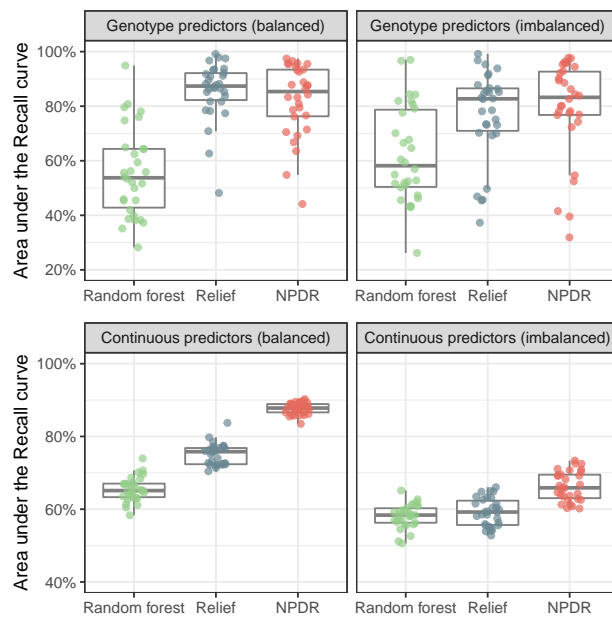 Genotype predictors (balanced)
Genotype predictors (imbalanced)
Area under the Recall curve
100%
80%
60%
40%
20%
Random forest
Relief
NPDR
Random forest
Relief
NPDR
Continuous predictors (balanced)
Continuous predictors (imbalanced)
Area under the Recall curve
100%
80%
60%
40%
Random forest
Relief
NPDR
Random forest
Relief
NPDR